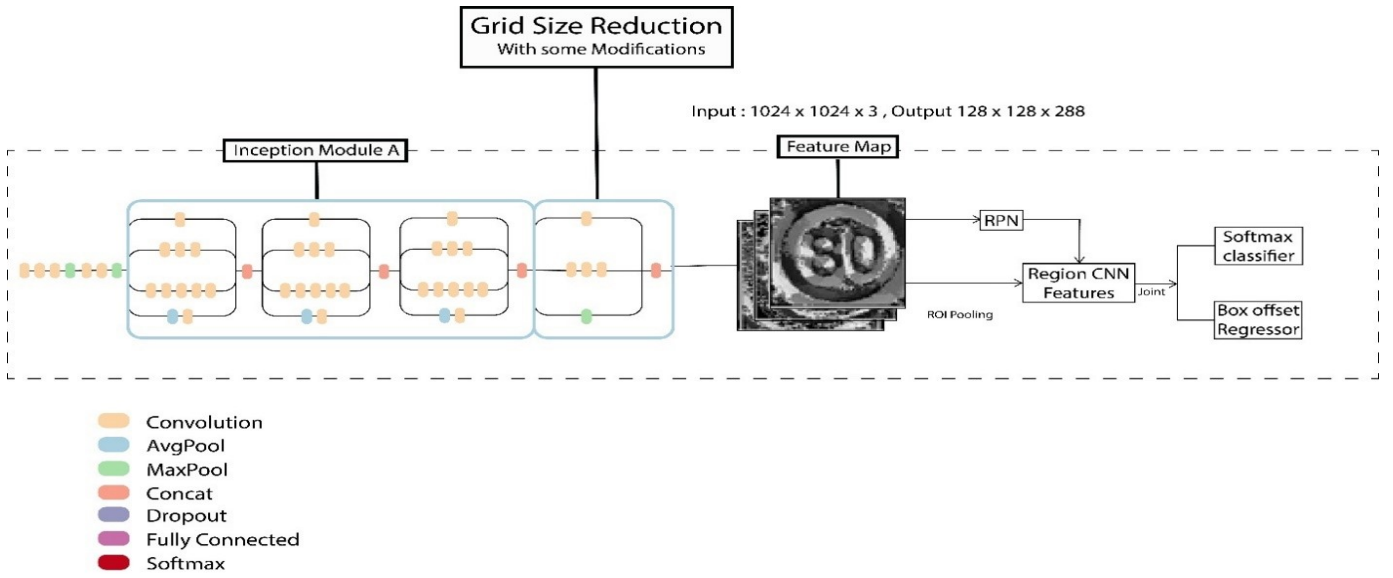 Grid Size Reduction
With some Modifications
Input : 1024 x 1024 x 3 , Output 128 x 128 x 288
Inception Module A
Feature Map
RPN
Softmax
classifier
Region CNN
Features
Joint
Box offset
Regressor
ROI Pooling
Convolution
AvgPool
MaxPool
Concat
Dropout
Fully Connected
Softmax